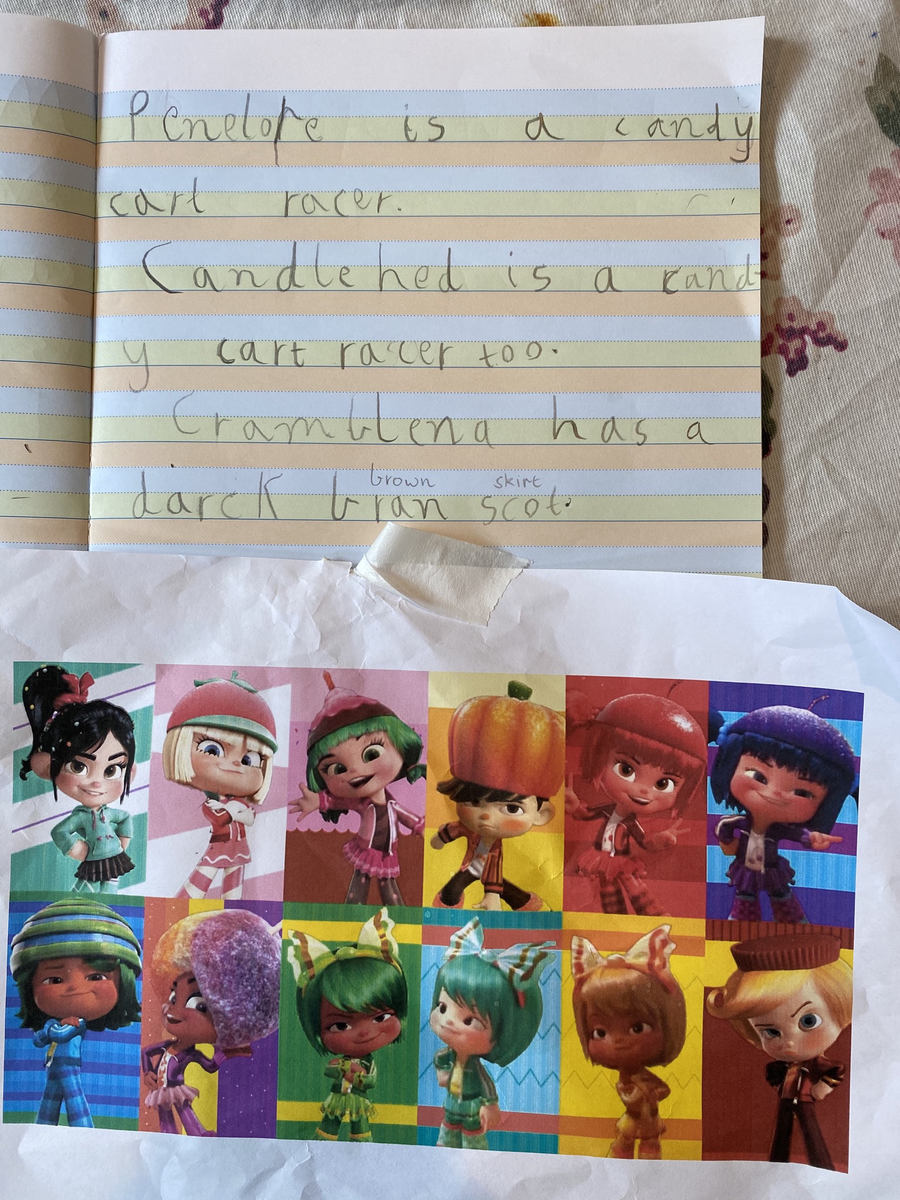 Penelope is a candy
cart racer.
Candlehed is a cand-
y cart racer too.
Cramblena has a
brown skirt
darck bran scot.